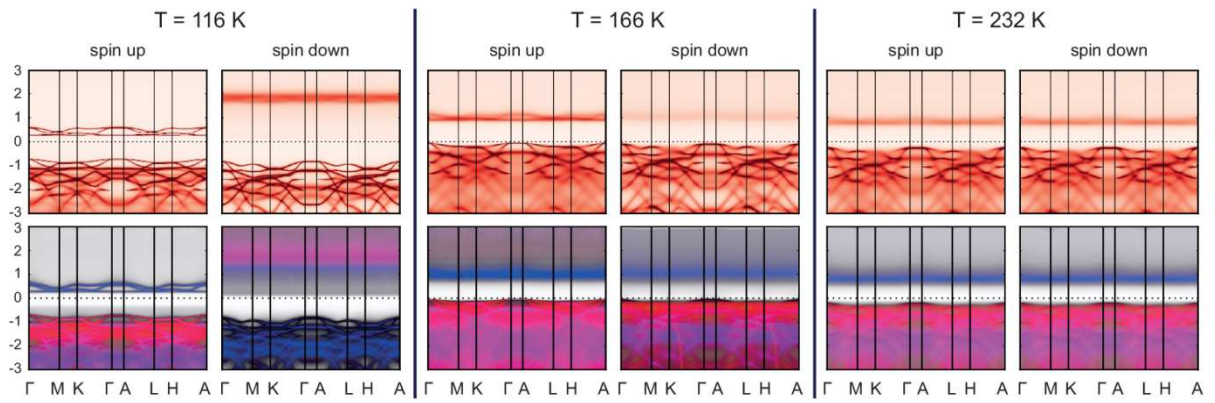 T = 116 K
T = 166 K
T = 232 K
spin up
spin down
spin up
spin down
spin up
spin down
3
2
1
0
-1
-2
-3
3
2
1
0
-1
-2
-3
Γ M K Γ A L H A
Γ M K Γ A L H A
Γ M K Γ A L H A
Γ M K Γ A L H A
Γ M K Γ A L H A
Γ M K Γ A L H A